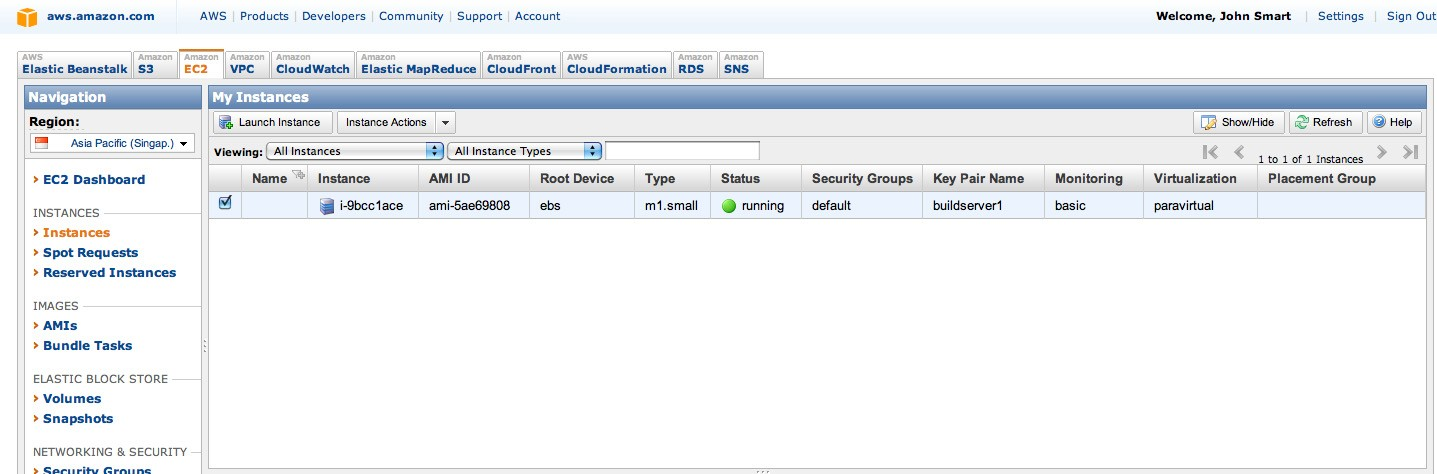 aws.amazon.com AWS | Products | Developers | Community | Support | Account Welcome, John Smart | Settings | Sign Out
AWS Amazon Amazon Amazon Amazon Amazon Amazon AWS Amazon Amazon
Elastic Beanstalk S3 EC2 VPC CloudWatch Elastic MapReduce CloudFront CloudFormation RDS SNS
Navigation
Region:
Asia Pacific (Singap.)
EC2 Dashboard
INSTANCES
Instances
Spot Requests
Reserved Instances
IMAGES
AMIs
Bundle Tasks
ELASTIC BLOCK STORE
Volumes
Snapshots
NETWORKING & SECURITY
Security Groups
My Instances
Launch Instance Instance Actions Show/Hide Refresh Help
Viewing: All Instances All Instance Types 1 to 1 of 1 Instances
Name Instance AMI ID Root Device Type Status Security Groups Key Pair Name Monitoring Virtualization Placement Group
i-9bcc1ace ami-5ae69808 ebs m1.small running default buildserver1 basic paravirtual